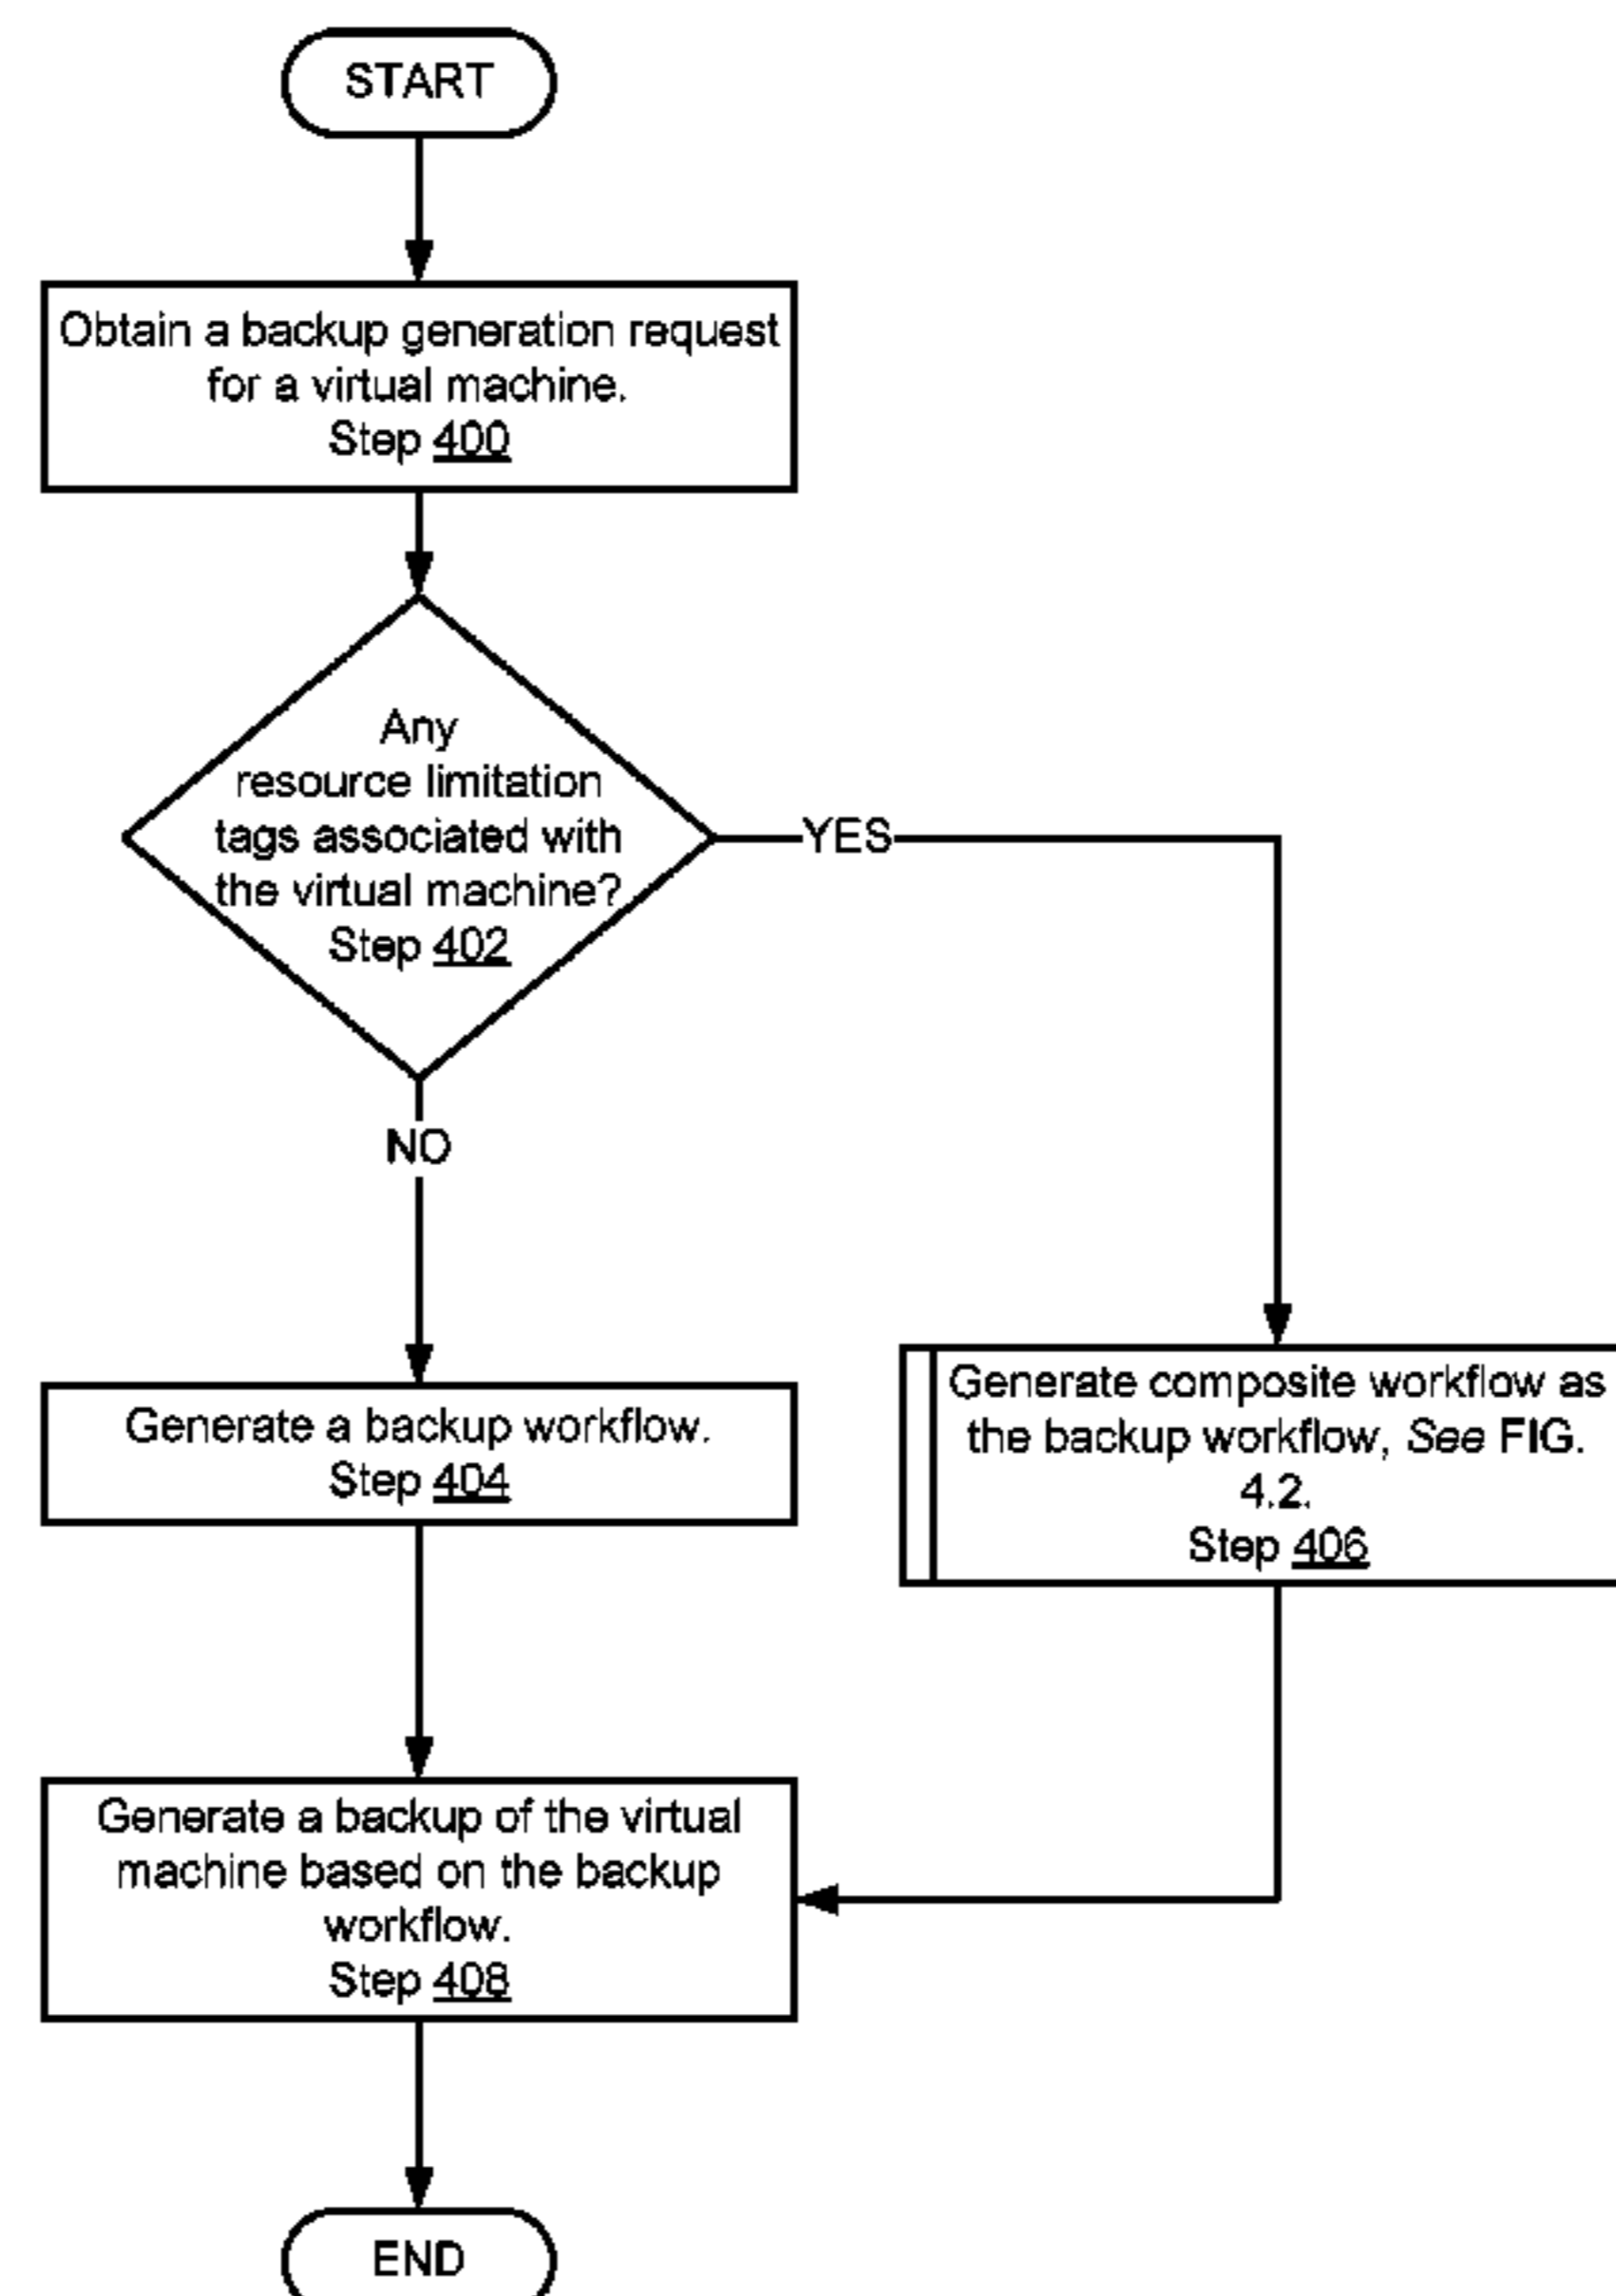 START
Obtain a backup generation request
for a virtual machine.
Step 400
Any
resource limitation
tags associated with
the virtual machine?
Step 402
YES
NO
Generate a backup workflow.
Step 404
Generate composite workflow as
the backup workflow, See FIG.
4.2.
Step 406
Generate a backup of the virtual
machine based on the backup
workflow.
Step 408
END